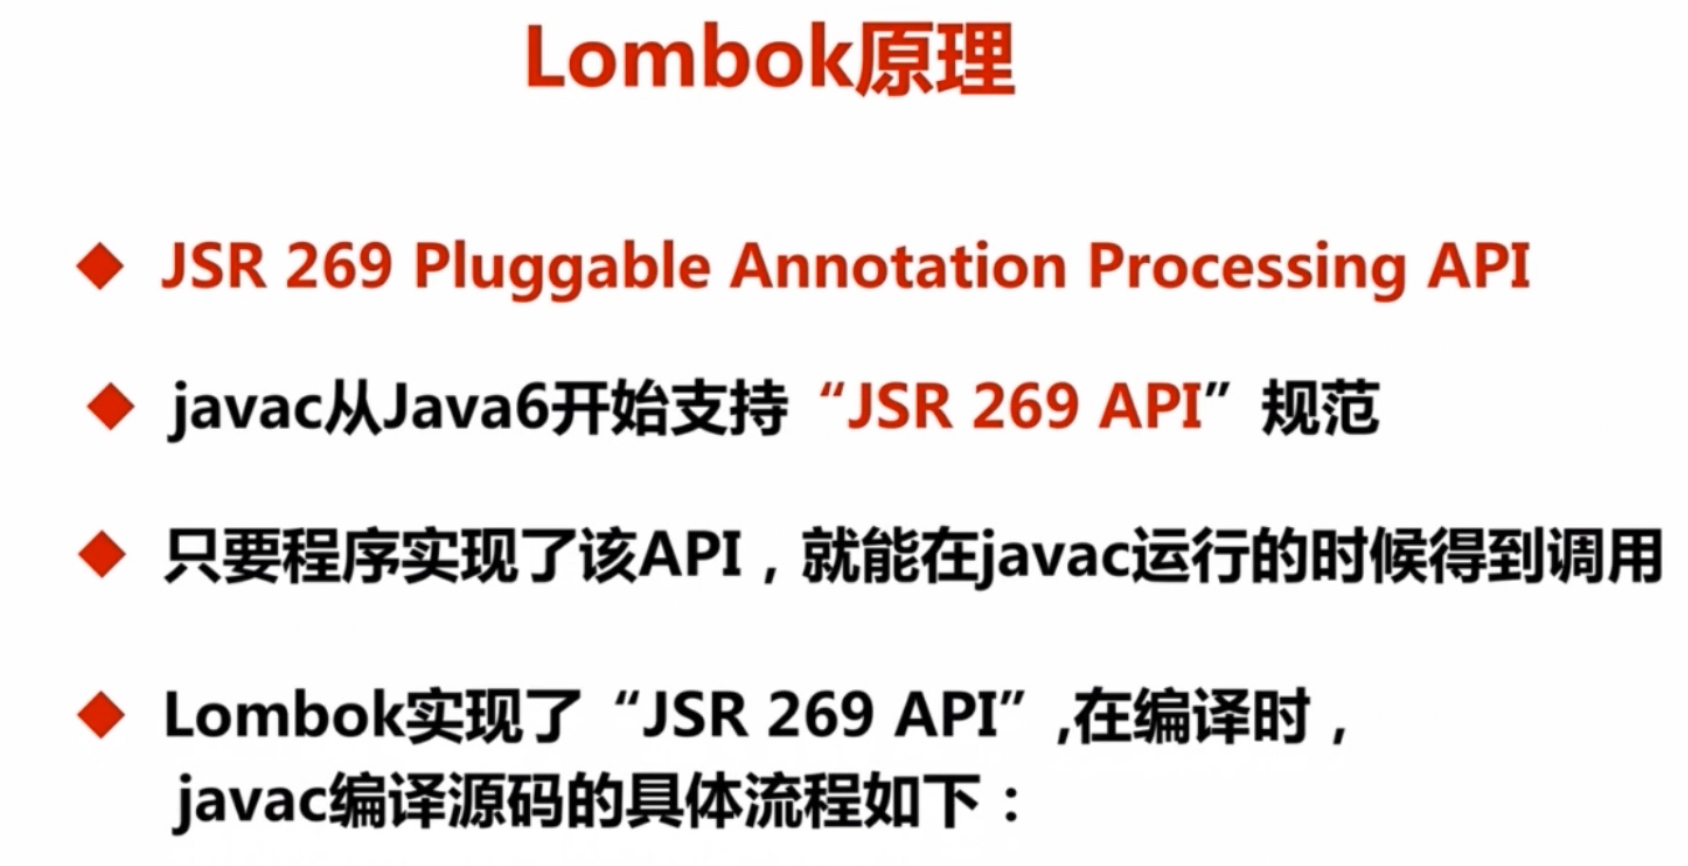 Lombok原理
JSR 269 Pluggable Annotation Processing API
javac从Java6开始支持“JSR 269 API”规范
只要程序实现了该API，就能在javac运行的时候得到调用
Lombok实现了“JSR 269 API”,在编译时，
javac编译源码的具体流程如下：